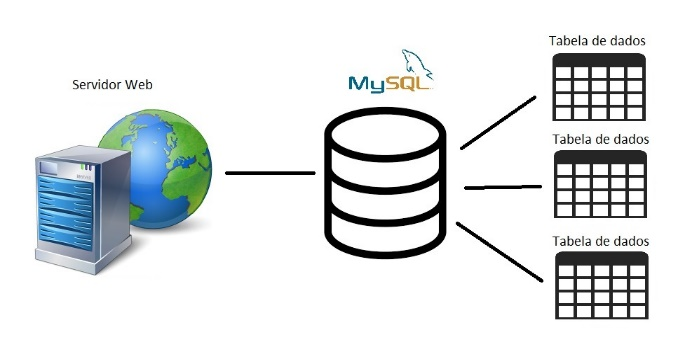 Servidor Web
MySQL
Tabela de dados
Tabela de dados
Tabela de dados